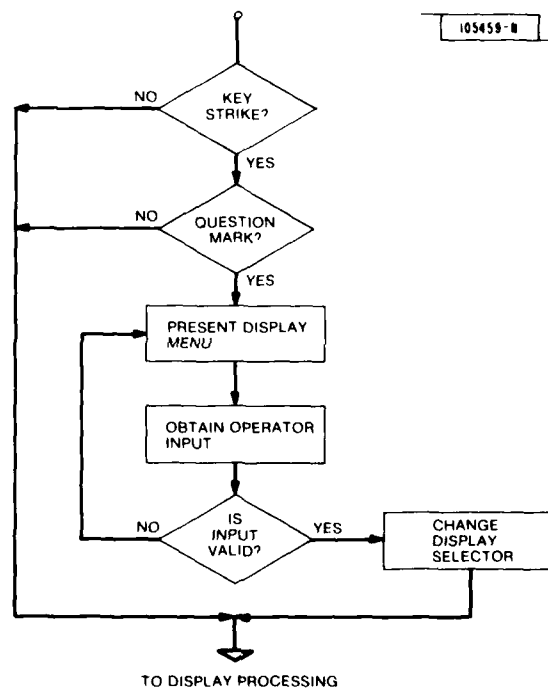 105459-N
KEY
STRIKE?
NO
YES
QUESTION
MARK?
NO
YES
PRESENT DISPLAY
MENU
OBTAIN OPERATOR
INPUT
IS
INPUT
VALID?
NO
YES
CHANGE
DISPLAY
SELECTOR
TO DISPLAY PROCESSING